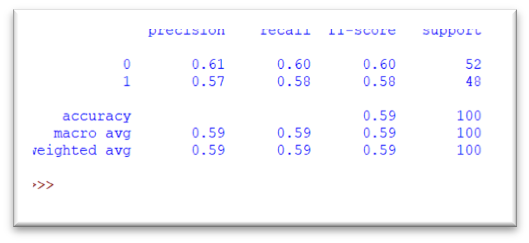 precision recall f1-score support
0 0.61 0.60 0.60 52
1 0.57 0.58 0.58 48
accuracy 0.59 100
macro avg 0.59 0.59 0.59 100
weighted avg 0.59 0.59 0.59 100
>>>